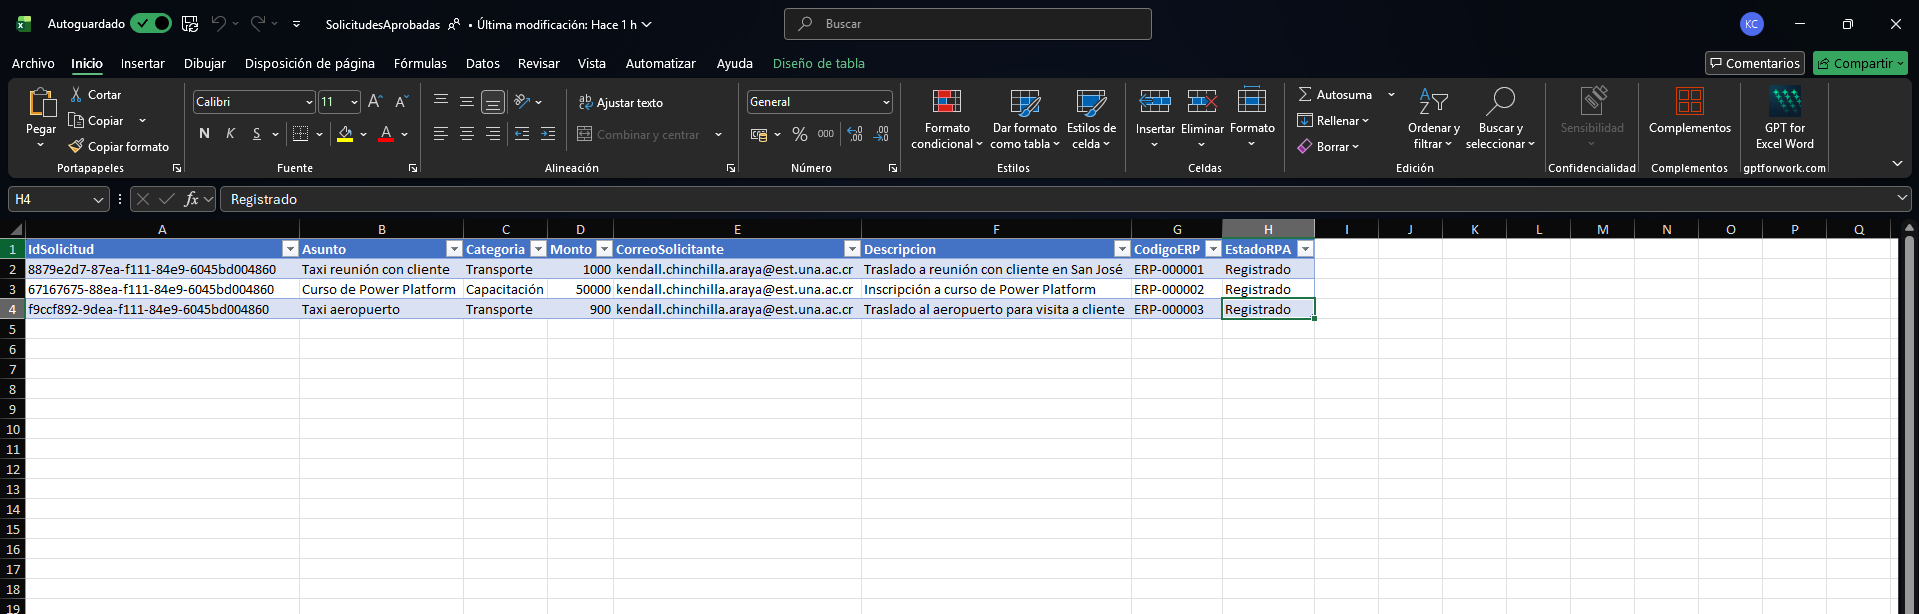 Autoguardado SolicitudesAprobadas • Última modificación: Hace 1 h Buscar KC
Archivo Inicio Insertar Dibujar Disposición de página Fórmulas Datos Revisar Vista Automatizar Ayuda Diseño de tabla Comentarios Compartir
Pegar
Cortar
Copiar
Copiar formato
Portapapeles
Calibri 11 A A
N K S A
Fuente
ab Ajustar texto
Combinar y centrar
Alineación
General
% 000
Número
Formato condicional
Dar formato como tabla
Estilos de celda
Estilos
Insertar Eliminar Formato
Celdas
Autosuma
Rellenar
Borrar
Ordenar y filtrar
Buscar y seleccionar
Edición
Sensibilidad
Confidencialidad
Complementos
Complementos
GPT for Excel Word
gptforwork.com
H4 fx Registrado
A B C D E F G H I J K L M N O P Q
1 IdSolicitud Asunto Categoria Monto CorreoSolicitante Descripcion CodigoERP EstadoRPA
2 8879e2d7-87ea-f111-84e9-6045bd004860 Taxi reunión con cliente Transporte 1000 kendall.chinchilla.araya@est.una.ac.cr Traslado a reunión con cliente en San José ERP-000001 Registrado
3 67167675-88ea-f111-84e9-6045bd004860 Curso de Power Platform Capacitación 50000 kendall.chinchilla.araya@est.una.ac.cr Inscripción a curso de Power Platform ERP-000002 Registrado
4 f9ccf892-9dea-f111-84e9-6045bd004860 Taxi aeropuerto Transporte 900 kendall.chinchilla.araya@est.una.ac.cr Traslado al aeropuerto para visita a cliente ERP-000003 Registrado
5
6
7
8
9
10
11
12
13
14
15
16
17
18
19